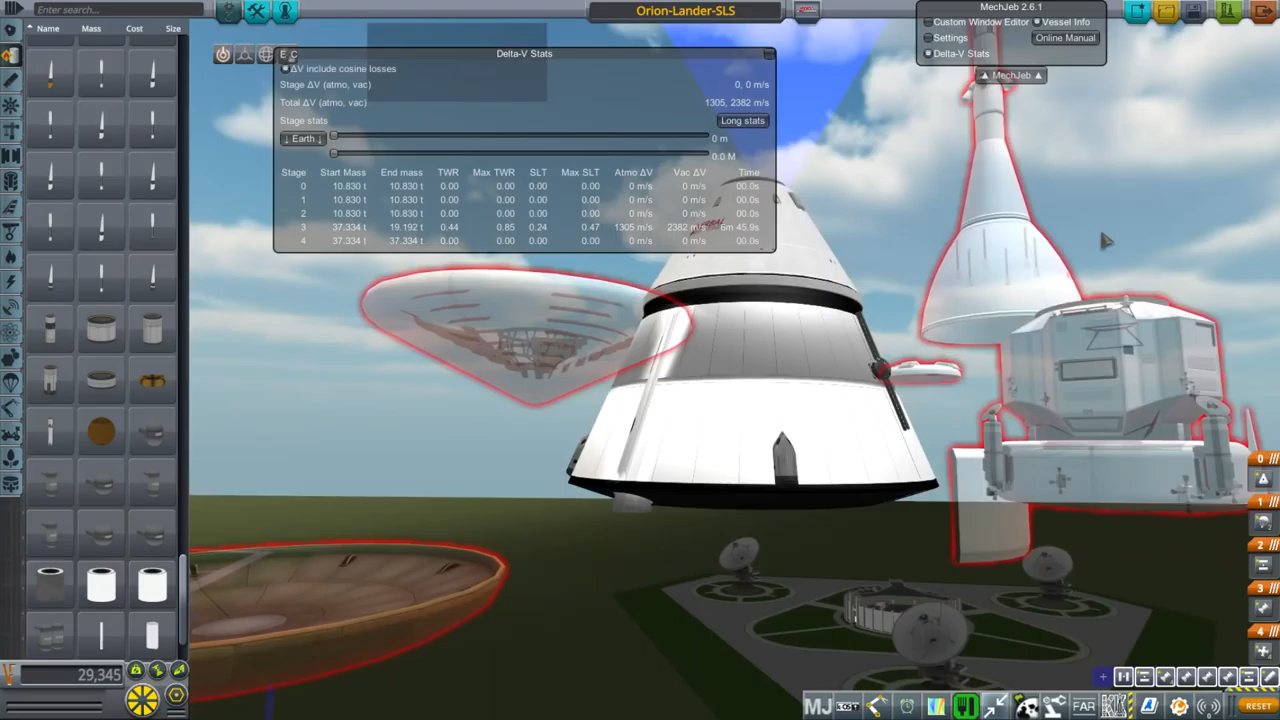 Enter search...
Orion-Lander-SLS
MechJeb 2.6.1
Custom Window Editor
Vessel Info
Settings
Online Manual
Delta-V Stats
▲ MechJeb ▲
Name Mass Cost Size
E C
Delta-V Stats
ΔV include cosine losses
Stage ΔV (atmo, vac) 0, 0 m/s
Total ΔV (atmo, vac) 1305, 2382 m/s
Stage stats Long stats
↓ Earth ↓ 0 m
0.0 M
Stage Start Mass End mass TWR Max TWR SLT Max SLT Atmo ΔV Vac ΔV Time
0 10.830 t 10.830 t 0.00 0.00 0.00 0.00 0 m/s 0 m/s 00.0s
1 10.830 t 10.830 t 0.00 0.00 0.00 0.00 0 m/s 0 m/s 00.0s
2 10.830 t 10.830 t 0.00 0.00 0.00 0.00 0 m/s 0 m/s 00.0s
3 37.334 t 19.192 t 0.44 0.85 0.24 0.47 1305 m/s 2382 m/s 6m 45.9s
4 37.334 t 37.334 t 0.00 0.00 0.00 0.00 0 m/s 0 m/s 00.0s
0
1
2
3
4
29,345
MJ
FAR
KK
RESET